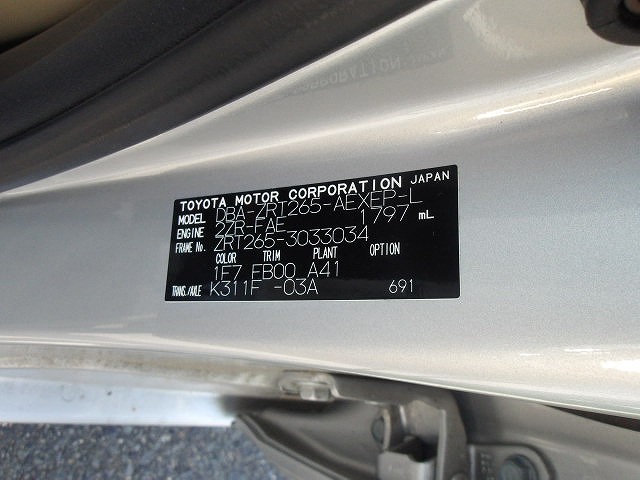 TOYOTA MOTOR CORPORATION JAPAN
MODEL DBA-ZRT265-AEXEP-L
ENGINE 2ZR-FAE 1797 mL
FRAME No. ZRT265-3033034
COLOR TRIM PLANT OPTION
1F7 FB00 A41
TRANS./AXLE K311F -03A 691